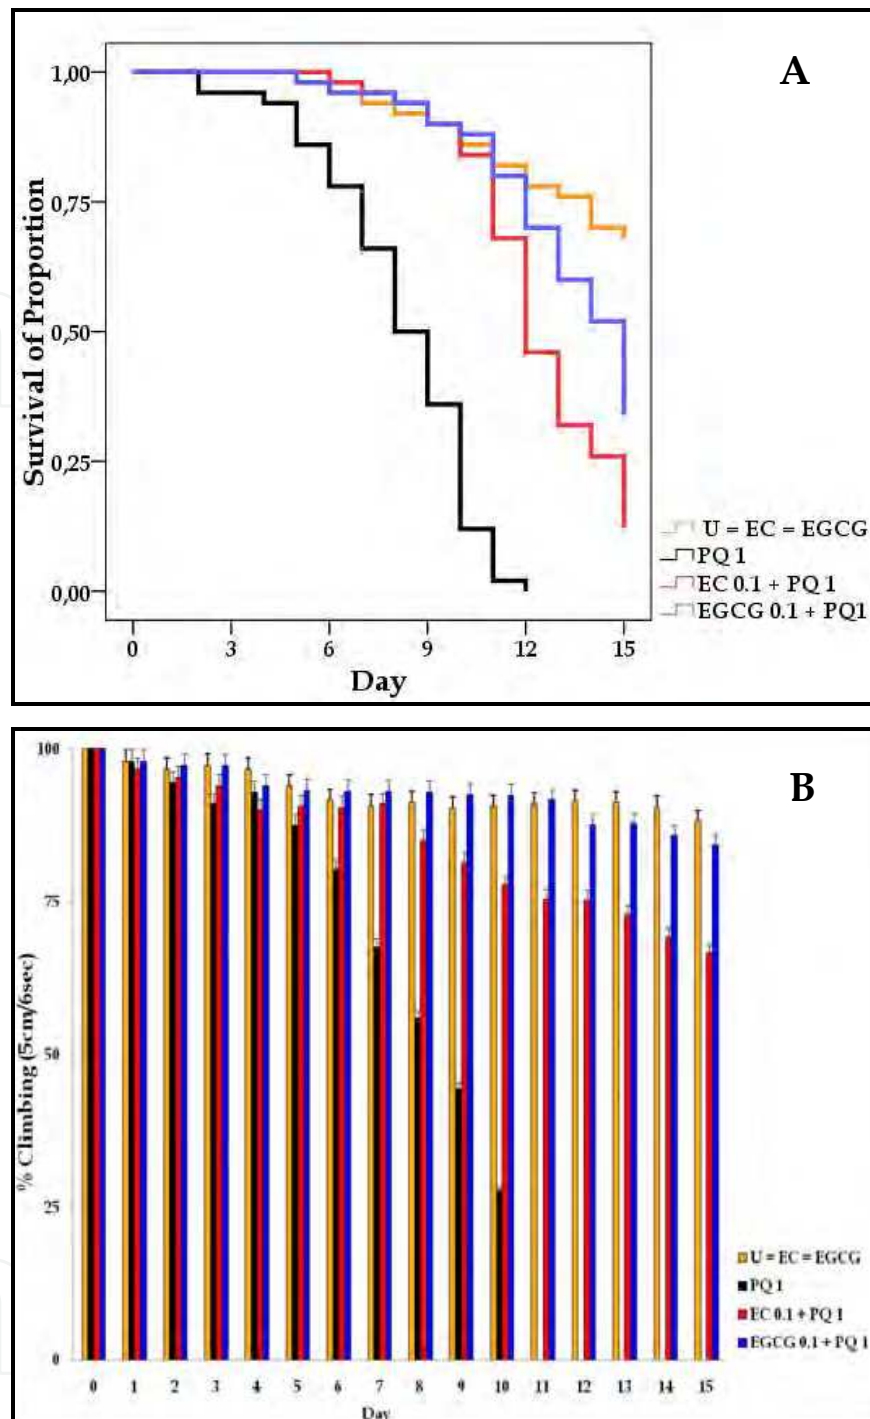 A
1,00
0,75
0,50
0,25
0,00
Survival of Proportion
0 3 6 9 12 15
Day
U = EC = EGCG
PQ 1
EC 0.1 + PQ 1
EGCG 0.1 + PQ1
B
100
75
50
25
0
% Climbing (5cm/6sec)
0 1 2 3 4 5 6 7 8 9 10 11 12 13 14 15
Day
U = EC = EGCG
PQ 1
EC 0.1 + PQ 1
EGCG 0.1 + PQ 1